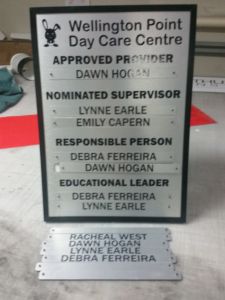 Wellington Point
Day Care Centre
APPROVED PROVIDER
DAWN HOGAN
NOMINATED SUPERVISOR
LYNNE EARLE
EMILY CAPERN
RESPONSIBLE PERSON
DEBRA FERREIRA
DAWN HOGAN
EDUCATIONAL LEADER
DEBRA FERREIRA
LYNNE EARLE
RACHEAL WEST
DAWN HOGAN
LYNNE EARLE
DEBRA FERREIRA